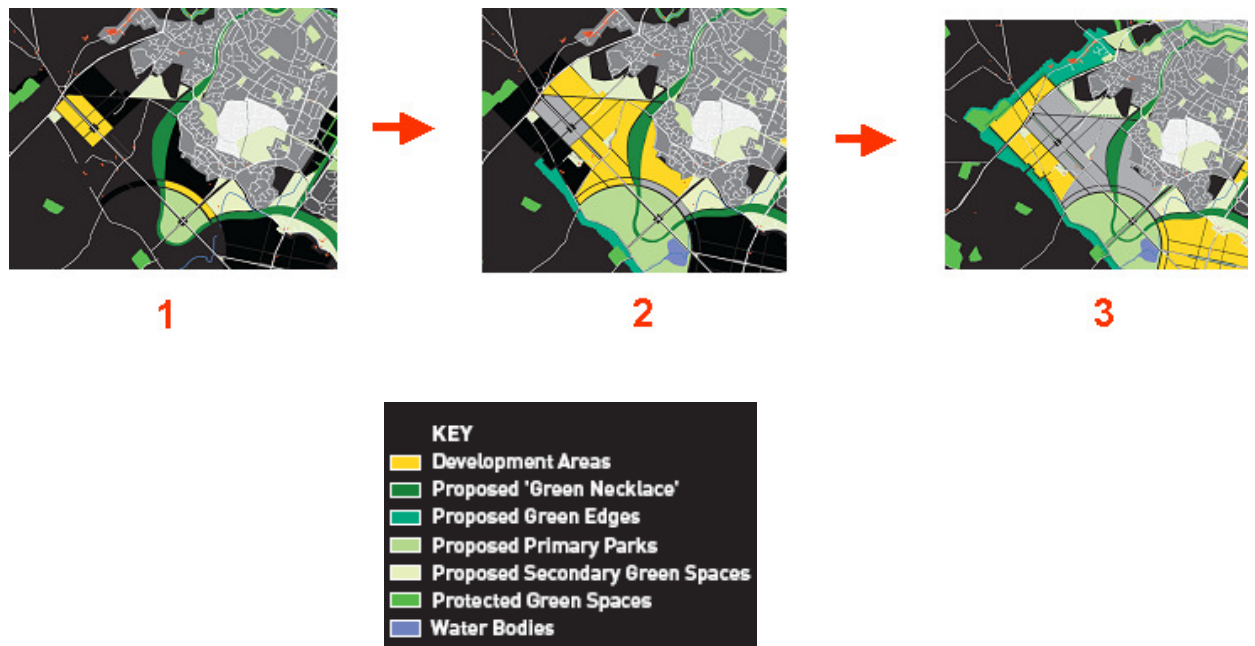 1
2
3
KEY
Development Areas
Proposed 'Green Necklace'
Proposed Green Edges
Proposed Primary Parks
Proposed Secondary Green Spaces
Protected Green Spaces
Water Bodies